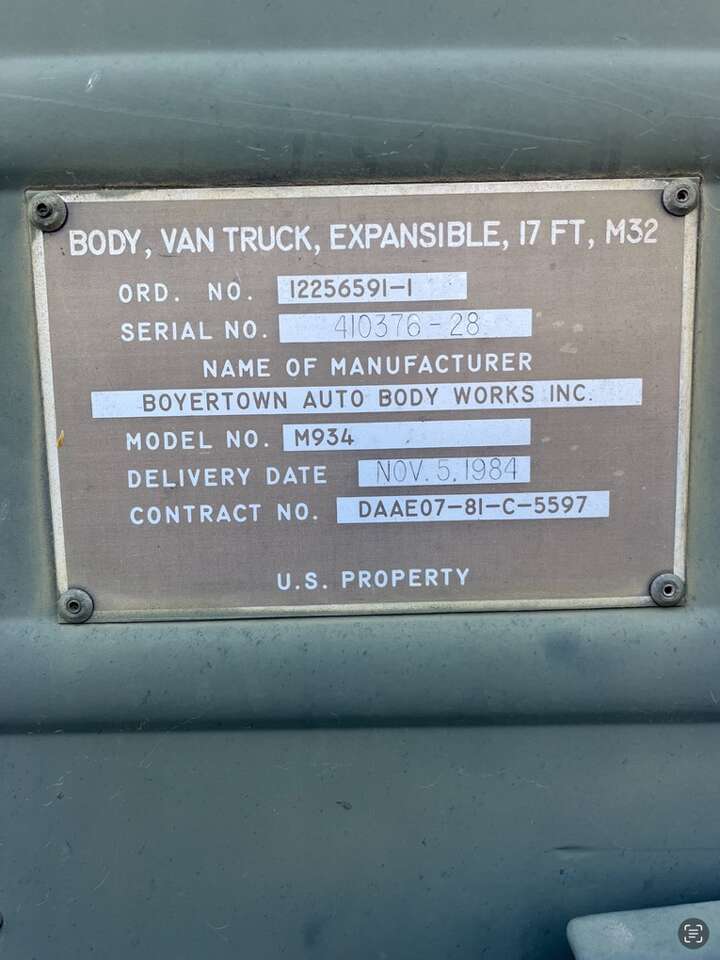 BODY, VAN TRUCK, EXPANSIBLE, 17 FT, M32
ORD. NO. 12256591-1
SERIAL NO. 410376-28
NAME OF MANUFACTURER
BOYERTOWN AUTO BODY WORKS INC.
MODEL NO. M934
DELIVERY DATE NOV. 5. 1984
CONTRACT NO. DAAE07-81-C-5597
U.S. PROPERTY